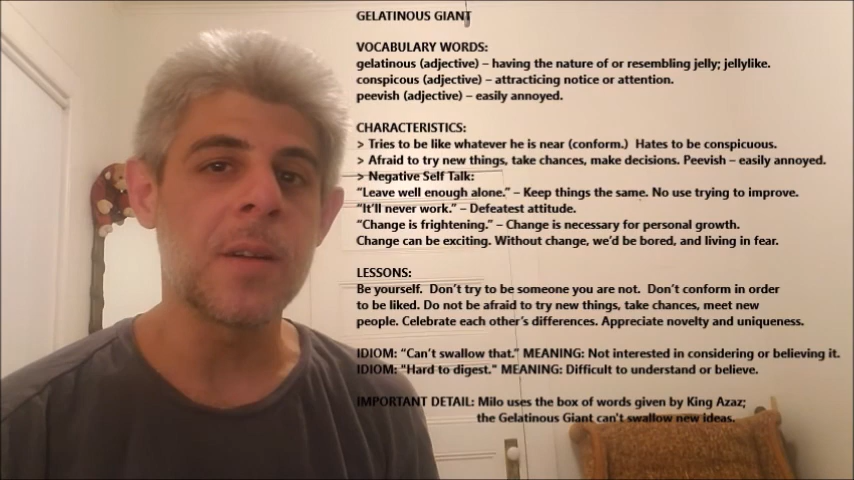 GELATINOUS GIANT
VOCABULARY WORDS:
gelatinous (adjective) – having the nature of or resembling jelly; jellylike.
conspicous (adjective) – attracticing notice or attention.
peevish (adjective) – easily annoyed.
CHARACTERISTICS:
> Tries to be like whatever he is near (conform.)  Hates to be conspicuous.
> Afraid to try new things, take chances, make decisions. Peevish – easily annoyed.
> Negative Self Talk:
“Leave well enough alone.” – Keep things the same. No use trying to improve.
“It’ll never work.” – Defeatest attitude.
“Change is frightening.” – Change is necessary for personal growth.
Change can be exciting. Without change, we’d be bored, and living in fear.
LESSONS:
Be yourself.  Don’t try to be someone you are not.  Don’t conform in order
to be liked. Do not be afraid to try new things, take chances, meet new
people. Celebrate each other’s differences. Appreciate novelty and uniqueness.
IDIOM: “Can’t swallow that.” MEANING: Not interested in considering or believing it.
IDIOM: "Hard to digest." MEANING: Difficult to understand or believe.
IMPORTANT DETAIL: Milo uses the box of words given by King Azaz;
the Gelatinous Giant can't swallow new ideas.